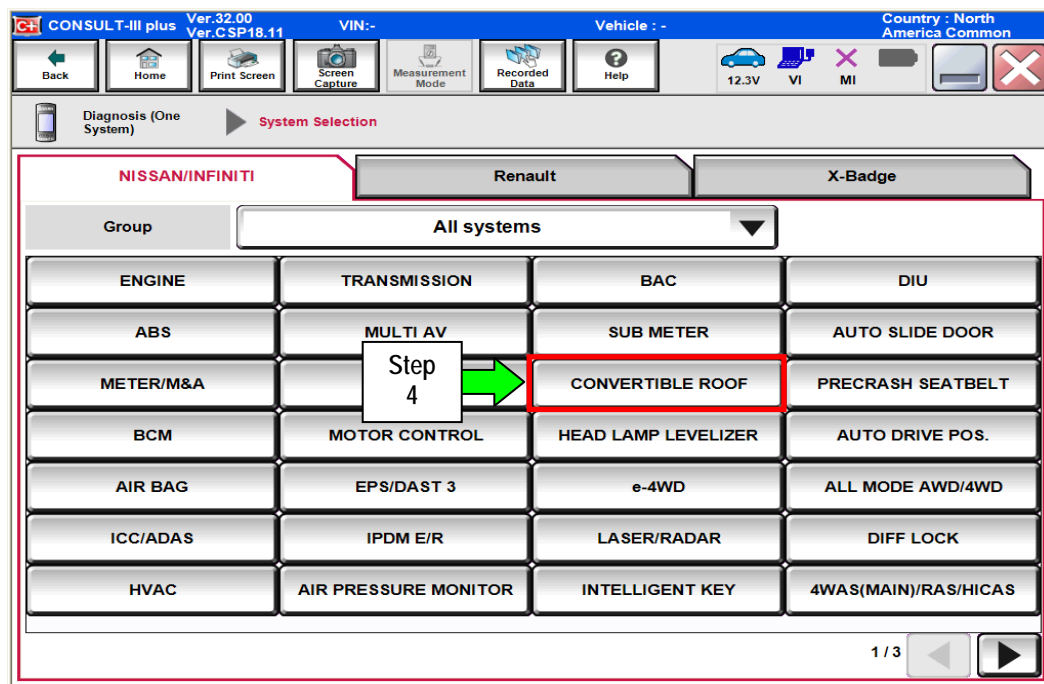 C+ CONSULT-III plus Ver.32.00 Ver.CSP18.11 VIN:- Vehicle : - Country : North America Common
Back Home Print Screen Screen Capture Measurement Mode Recorded Data Help 12.3V VI MI
Diagnosis (One System) System Selection
NISSAN/INFINITI Renault X-Badge
Group All systems
ENGINE TRANSMISSION BAC DIU
ABS MULTI AV SUB METER AUTO SLIDE DOOR
METER/M&A Step 4 CONVERTIBLE ROOF PRECRASH SEATBELT
BCM MOTOR CONTROL HEAD LAMP LEVELIZER AUTO DRIVE POS.
AIR BAG EPS/DAST 3 e-4WD ALL MODE AWD/4WD
ICC/ADAS IPDM E/R LASER/RADAR DIFF LOCK
HVAC AIR PRESSURE MONITOR INTELLIGENT KEY 4WAS(MAIN)/RAS/HICAS
1 / 3